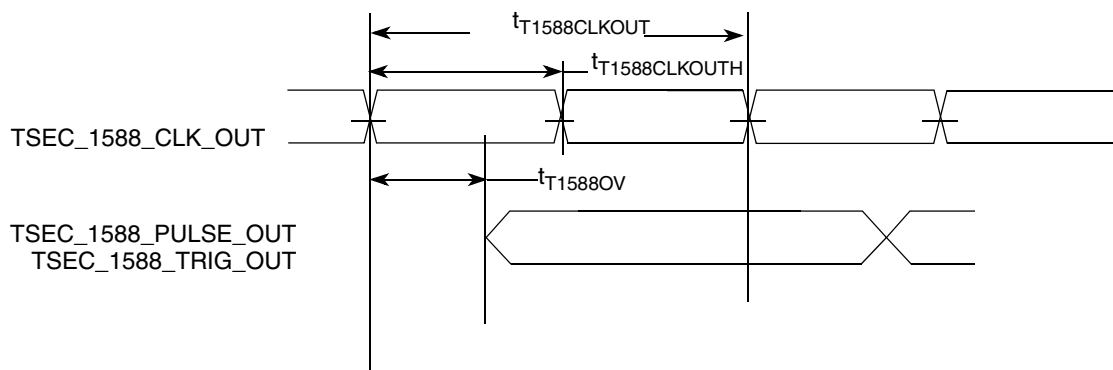 tT1588CLKOUT
tT1588CLKOUTH
TSEC_1588_CLK_OUT
tT1588OV
TSEC_1588_PULSE_OUT
TSEC_1588_TRIG_OUT